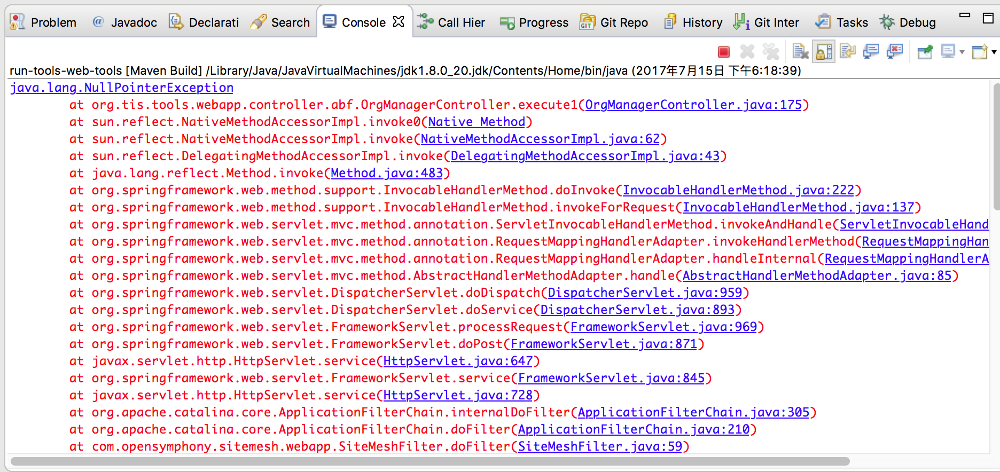 Problem Javadoc Declarati Search Console Call Hier Progress Git Repo History Git Inter Tasks Debug
run-tools-web-tools [Maven Build] /Library/Java/JavaVirtualMachines/jdk1.8.0_20.jdk/Contents/Home/bin/java (2017年7月15日 下午6:18:39)
java.lang.NullPointerException
at org.tis.tools.webapp.controller.abf.OrgManagerController.execute1(OrgManagerController.java:175)
at sun.reflect.NativeMethodAccessorImpl.invoke0(Native Method)
at sun.reflect.NativeMethodAccessorImpl.invoke(NativeMethodAccessorImpl.java:62)
at sun.reflect.DelegatingMethodAccessorImpl.invoke(DelegatingMethodAccessorImpl.java:43)
at java.lang.reflect.Method.invoke(Method.java:483)
at org.springframework.web.method.support.InvocableHandlerMethod.doInvoke(InvocableHandlerMethod.java:222)
at org.springframework.web.method.support.InvocableHandlerMethod.invokeForRequest(InvocableHandlerMethod.java:137)
at org.springframework.web.servlet.mvc.method.annotation.ServletInvocableHandlerMethod.invokeAndHandle(ServletInvocableHand
at org.springframework.web.servlet.mvc.method.annotation.RequestMappingHandlerAdapter.invokeHandlerMethod(RequestMappingHan
at org.springframework.web.servlet.mvc.method.annotation.RequestMappingHandlerAdapter.handleInternal(RequestMappingHandlerA
at org.springframework.web.servlet.mvc.method.AbstractHandlerMethodAdapter.handle(AbstractHandlerMethodAdapter.java:85)
at org.springframework.web.servlet.DispatcherServlet.doDispatch(DispatcherServlet.java:959)
at org.springframework.web.servlet.DispatcherServlet.doService(DispatcherServlet.java:893)
at org.springframework.web.servlet.FrameworkServlet.processRequest(FrameworkServlet.java:969)
at org.springframework.web.servlet.FrameworkServlet.doPost(FrameworkServlet.java:871)
at javax.servlet.http.HttpServlet.service(HttpServlet.java:647)
at org.springframework.web.servlet.FrameworkServlet.service(FrameworkServlet.java:845)
at javax.servlet.http.HttpServlet.service(HttpServlet.java:728)
at org.apache.catalina.core.ApplicationFilterChain.internalDoFilter(ApplicationFilterChain.java:305)
at org.apache.catalina.core.ApplicationFilterChain.doFilter(ApplicationFilterChain.java:210)
at com.opensymphony.sitemesh.webapp.SiteMeshFilter.doFilter(SiteMeshFilter.java:59)